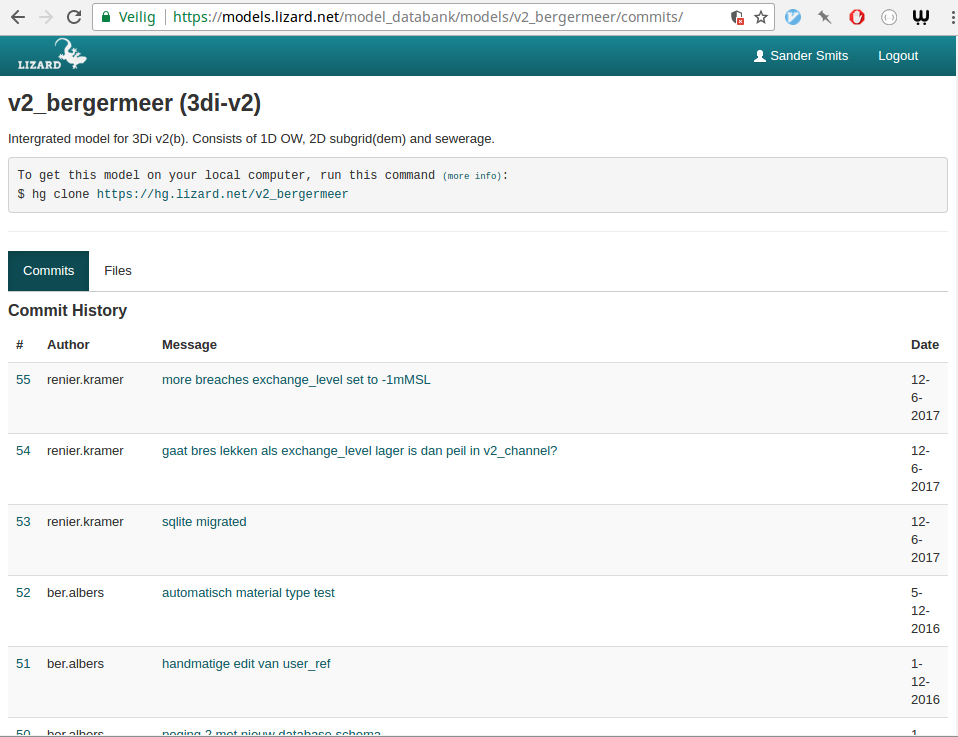 Veilig https://models.lizard.net/model_databank/models/v2_bergermeer/commits/
LIZARD Sander Smits Logout
v2_bergermeer (3di-v2)
Intergrated model for 3Di v2(b). Consists of 1D OW, 2D subgrid(dem) and sewerage.
To get this model on your local computer, run this command (more info):
$ hg clone https://hg.lizard.net/v2_bergermeer
Commits Files
Commit History
# Author Message Date
55 renier.kramer more breaches exchange_level set to -1mMSL 12-
6-
2017
54 renier.kramer gaat bres lekken als exchange_level lager is dan peil in v2_channel? 12-
6-
2017
53 renier.kramer sqlite migrated 12-
6-
2017
52 ber.albers automatisch material type test 5-
12-
2016
51 ber.albers handmatige edit van user_ref 1-
12-
2016
50 ber.albers poging 2 met nieuw database schema 1-